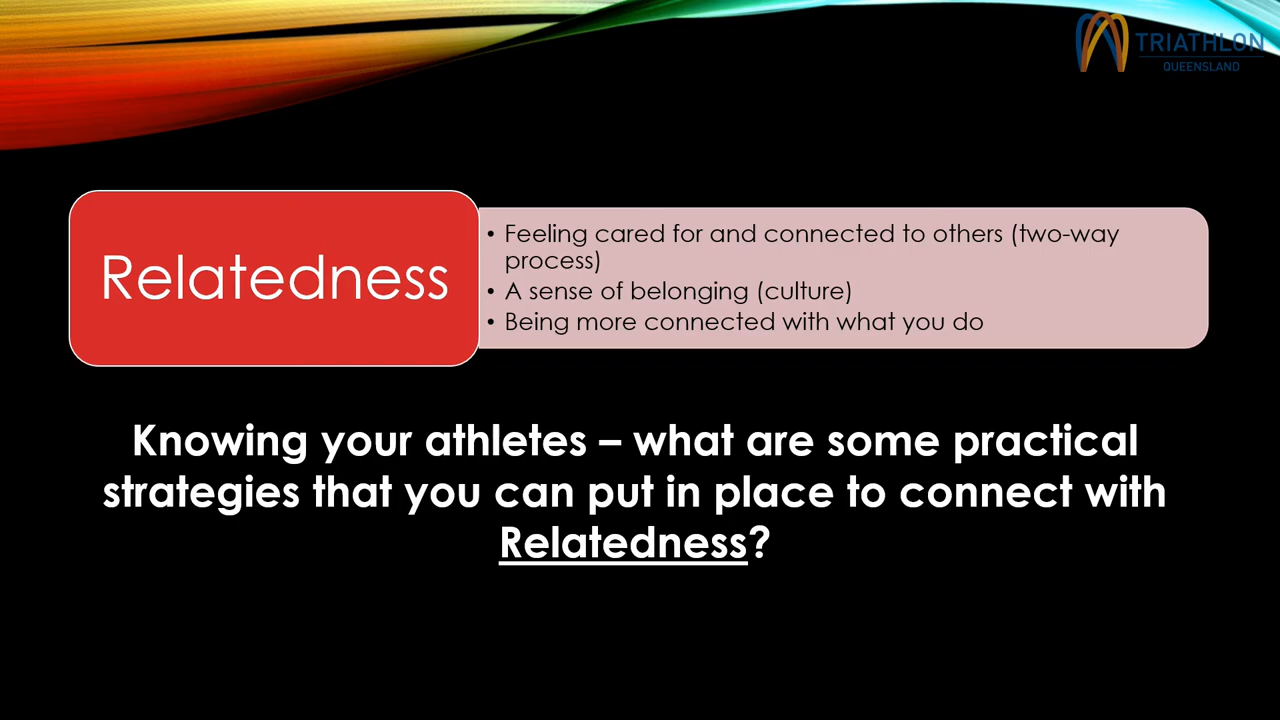 TRIATHLON
QUEENSLAND
Relatedness
• Feeling cared for and connected to others (two-way
process)
• A sense of belonging (culture)
• Being more connected with what you do
Knowing your athletes – what are some practical
strategies that you can put in place to connect with
Relatedness?